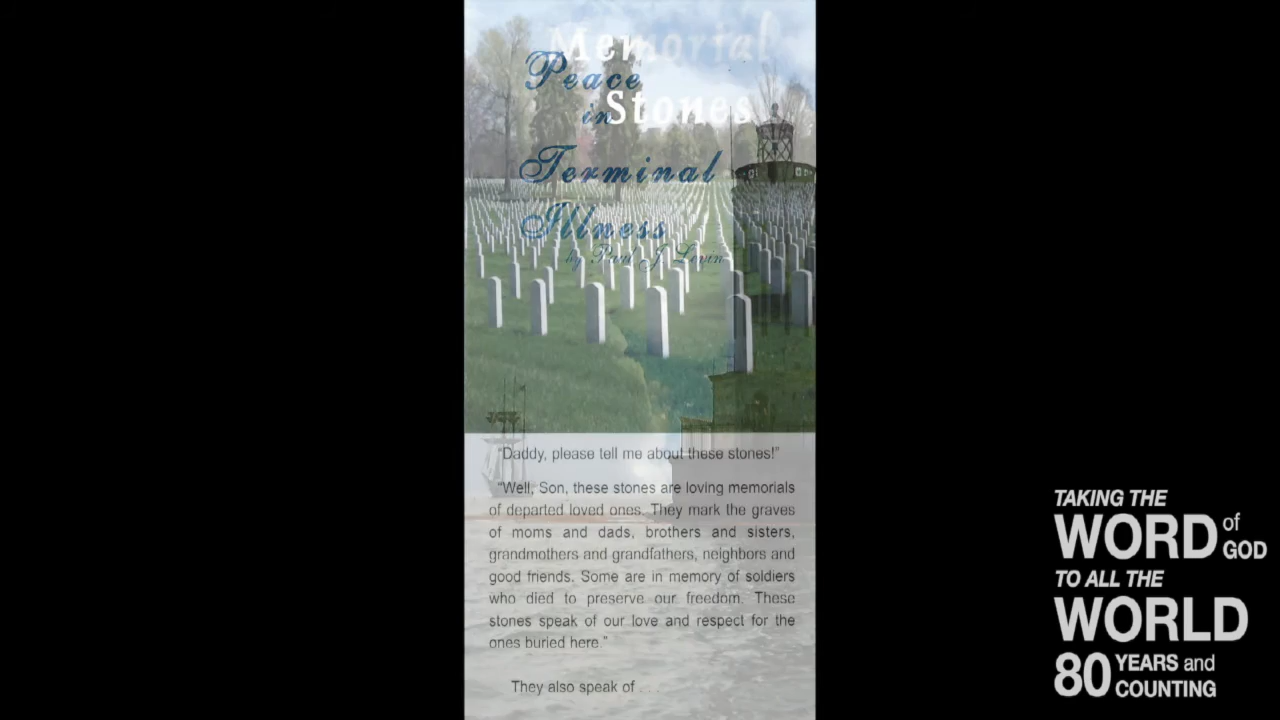 Memorial
Peace
in
Stones
Terminal
Illness
by Paul J. Levin
“Daddy, please tell me about these stones!”
“Well, Son, these stones are loving memorials
of departed loved ones. They mark the graves
of moms and dads, brothers and sisters,
grandmothers and grandfathers, neighbors and
good friends. Some are in memory of soldiers
who died to preserve our freedom. These
stones speak of our love and respect for the
ones buried here.”
They also speak of . . .
TAKING THE
WORD of GOD
TO ALL THE
WORLD
80 YEARS and
COUNTING